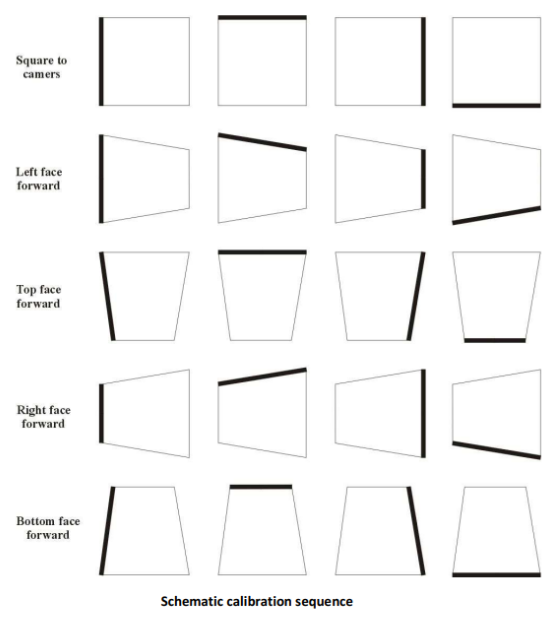 Square to
camers
Left face
forward
Top face
forward
Right face
forward
Bottom face
forward
Schematic calibration sequence